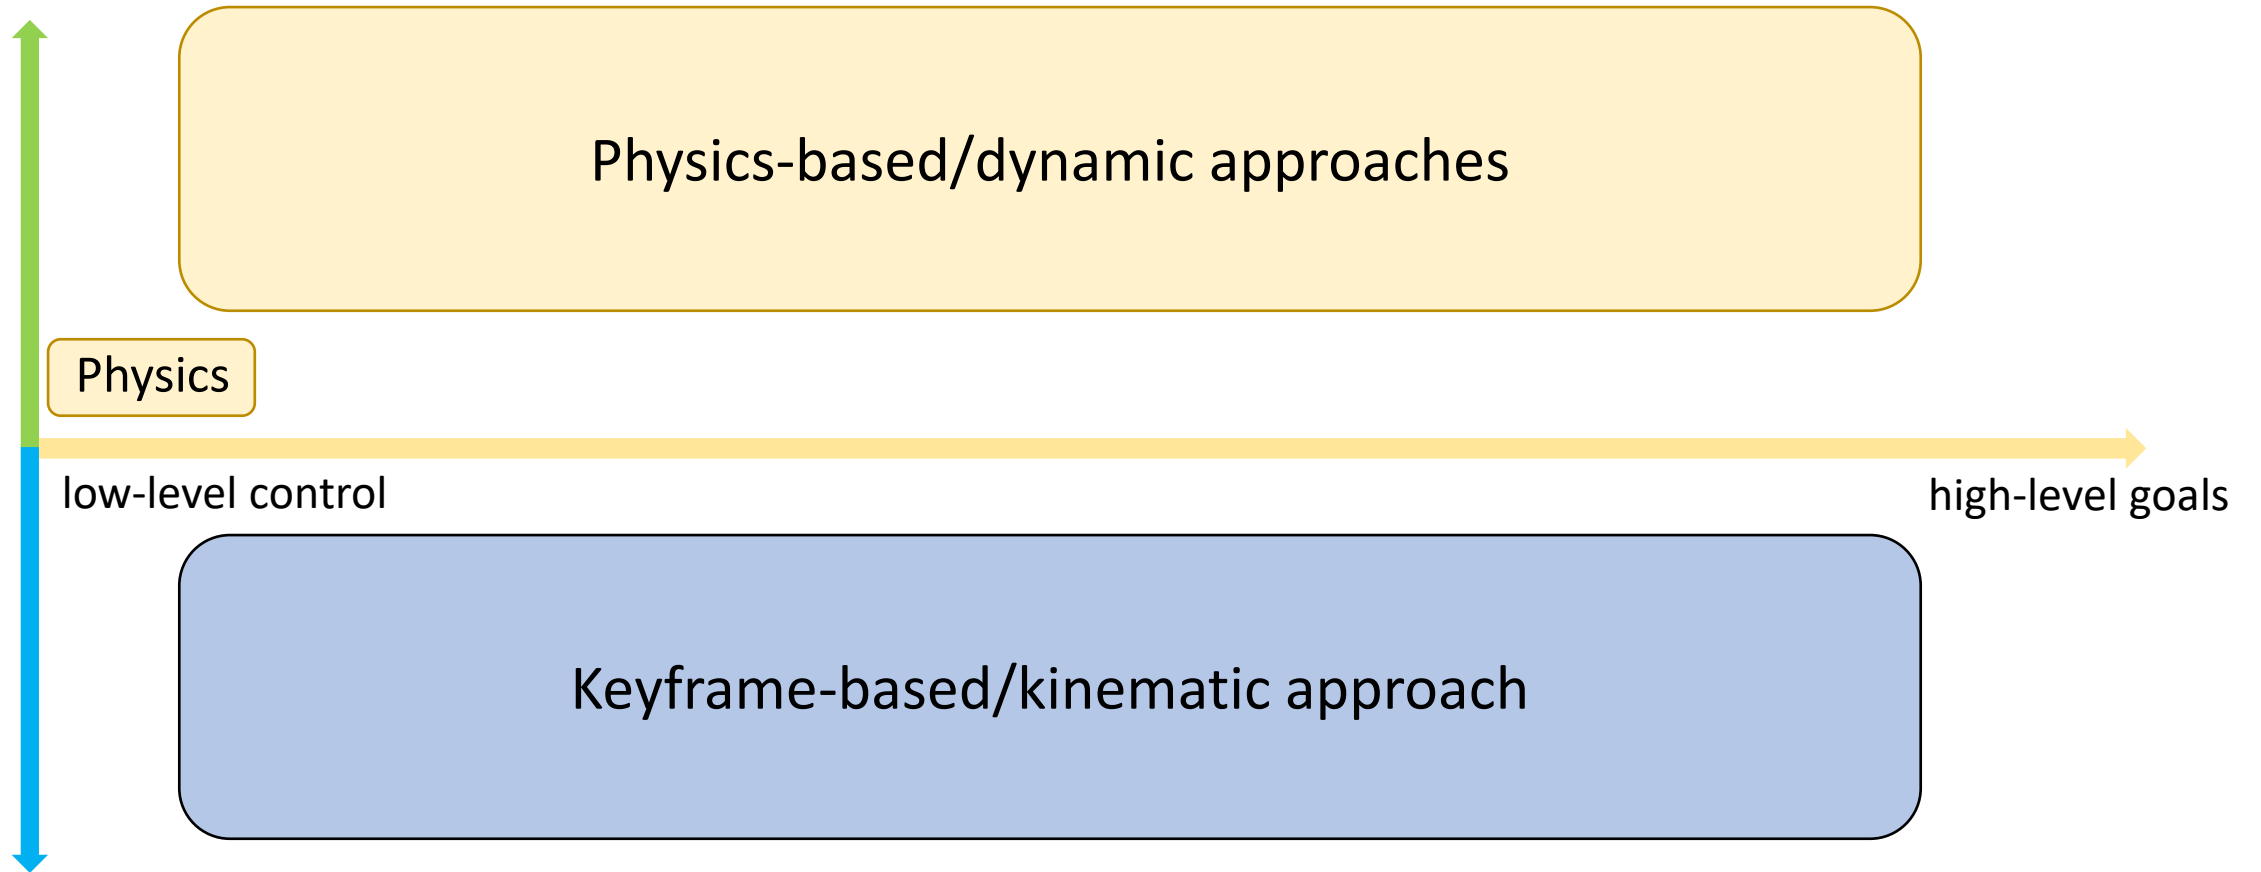 Physics-based/dynamic approaches
Physics
low-level control
high-level goals
Keyframe-based/kinematic approach